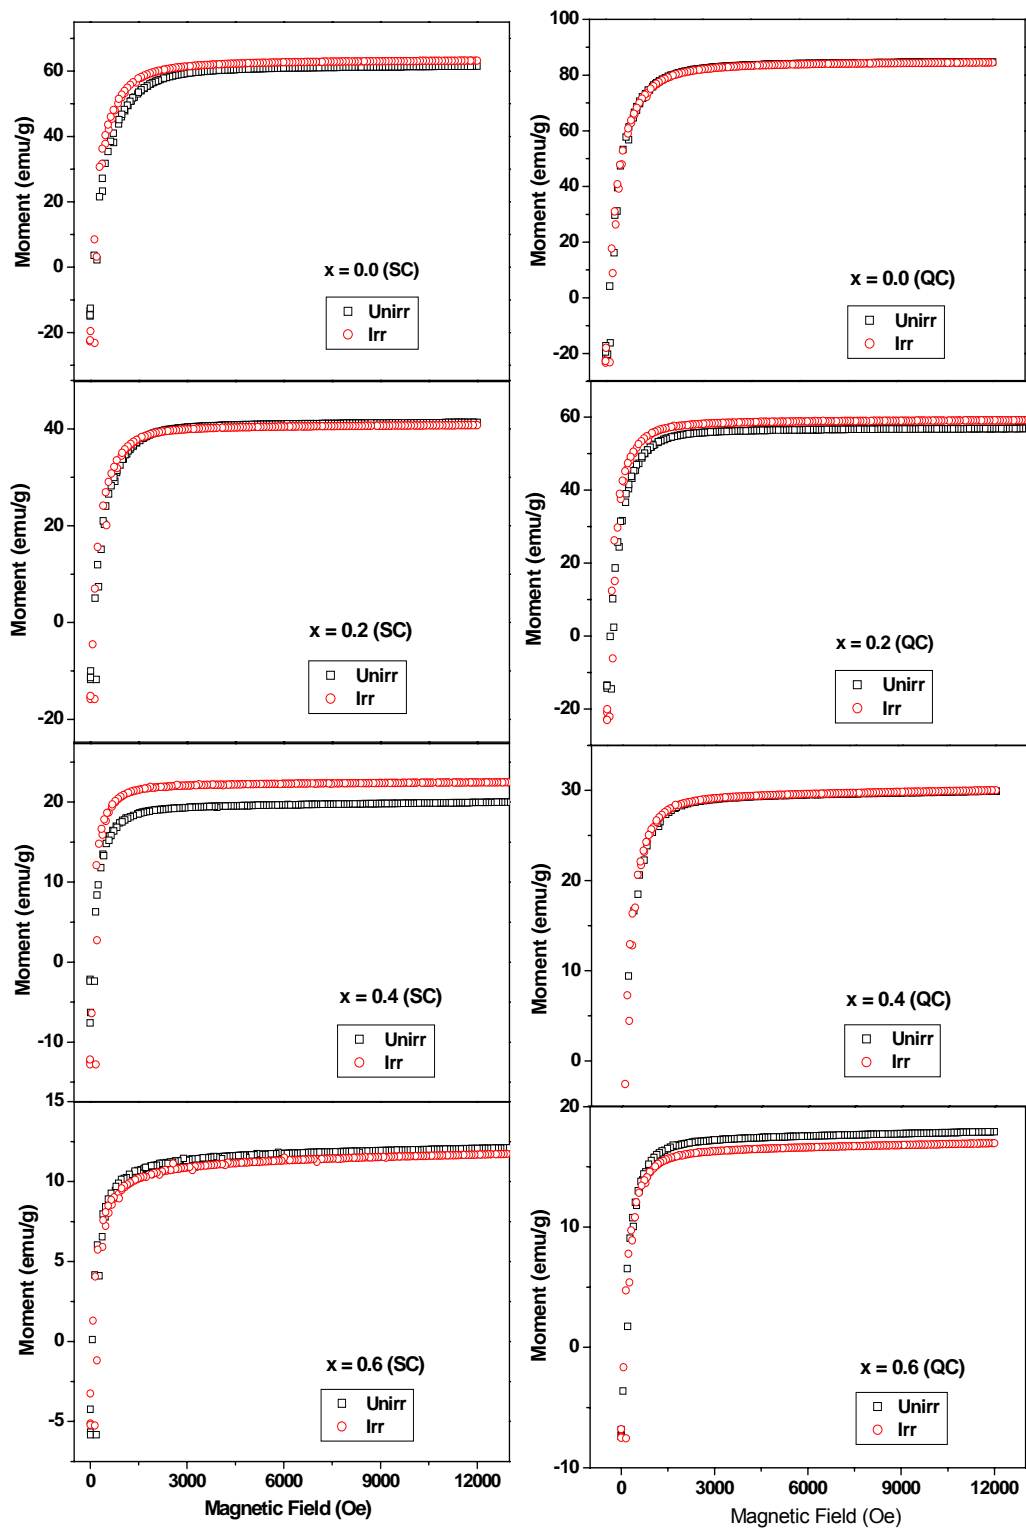 60
40
20
0
-20
Moment (emu/g)
x = 0.0 (SC)
Unirr
Irr
100
80
60
40
20
0
-20
Moment (emu/g)
x = 0.0 (QC)
Unirr
Irr
40
20
0
-20
Moment (emu/g)
x = 0.2 (SC)
Unirr
Irr
60
40
20
0
-20
Moment (emu/g)
x = 0.2 (QC)
Unirr
Irr
20
10
0
-10
Moment (emu/g)
x = 0.4 (SC)
Unirr
Irr
30
20
10
0
Moment (emu/g)
x = 0.4 (QC)
Unirr
Irr
15
10
5
0
-5
Moment (emu/g)
x = 0.6 (SC)
Unirr
Irr
0 3000 6000 9000 12000
Magnetic Field (Oe)
20
10
0
-10
Moment (emu/g)
x = 0.6 (QC)
Unirr
Irr
0 3000 6000 9000 12000
Magnetic Field (Oe)